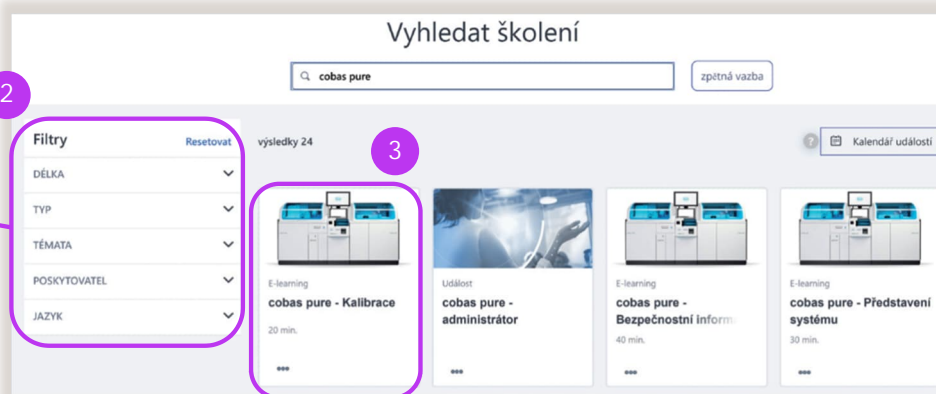 Vyhledat školení
cobas pure
zpětná vazba
2
Filtry
Resetovat
DÉLKA
TYP
TÉMATA
POSKYTOVATEL
JAZYK
výsledky 24
3
?
Kalendář událostí
E-learning
cobas pure - Kalibrace
20 min.
Událost
cobas pure -
administrátor
E-learning
cobas pure -
Bezpečnostní inform
40 min.
E-learning
cobas pure - Představení
systému
30 min.